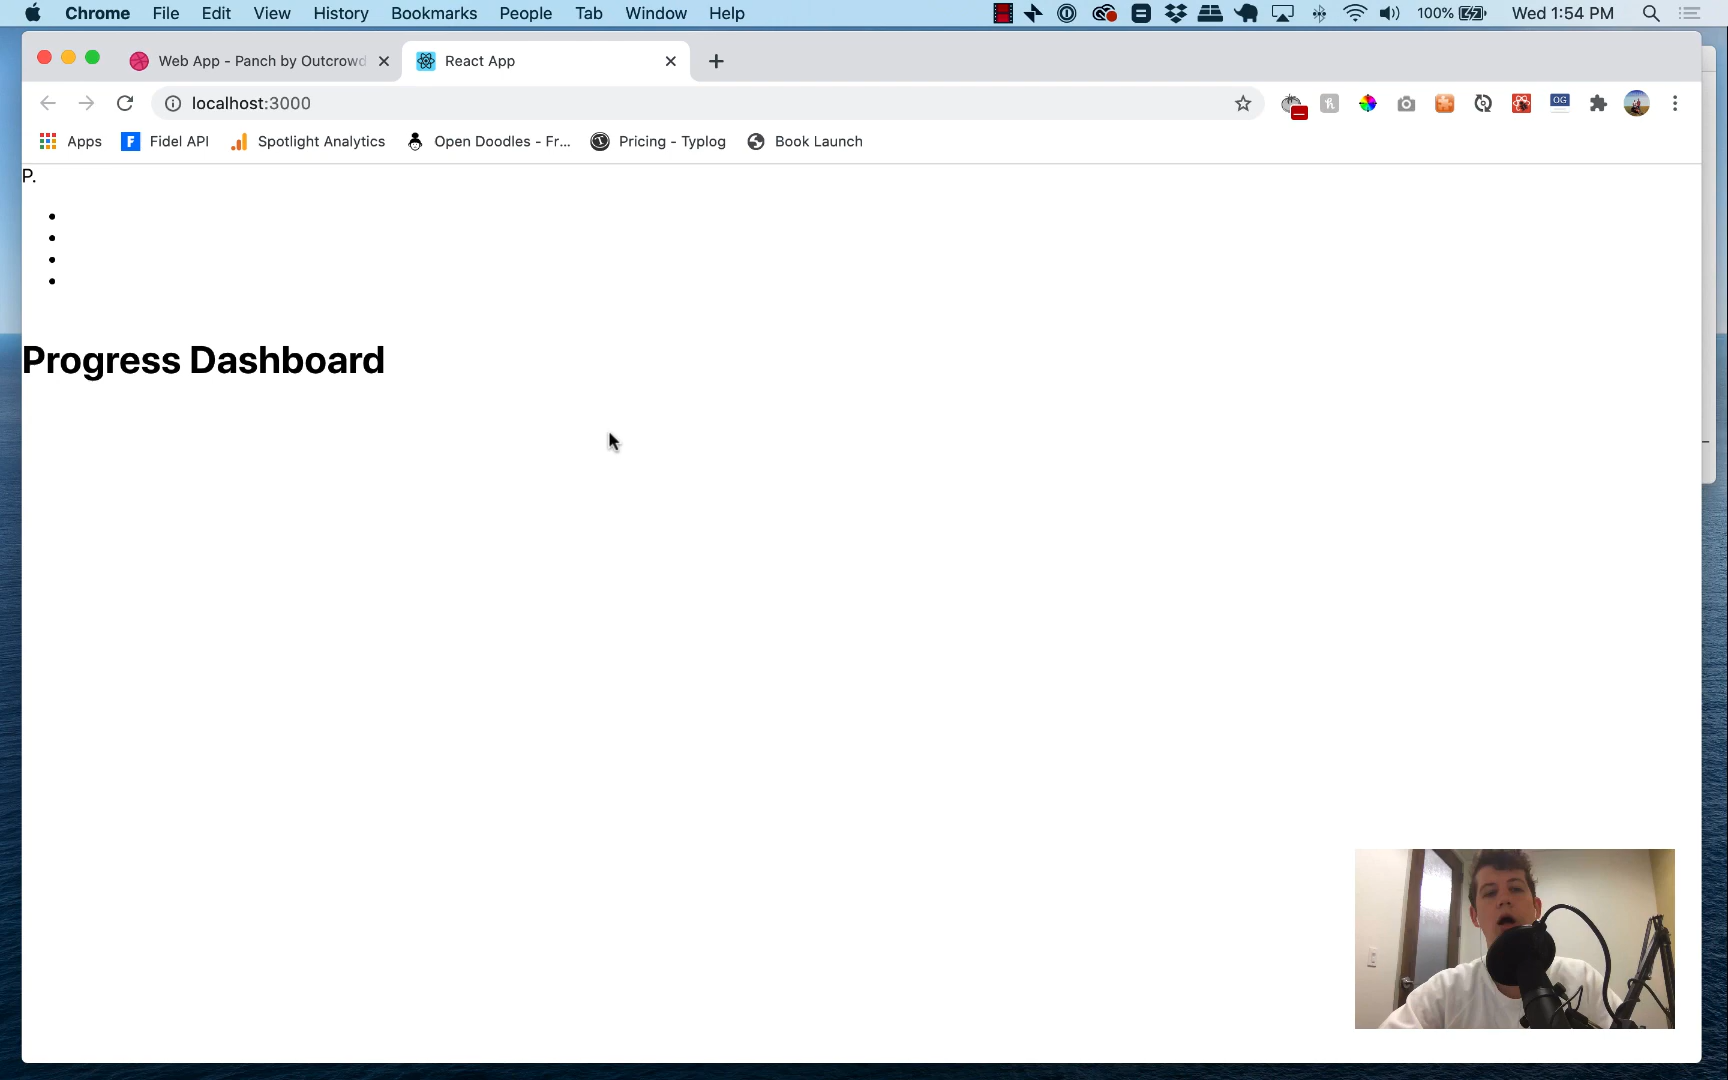 Chrome File Edit View History Bookmarks People Tab Window Help 100% Wed 1:54 PM
Web App - Panch by Outcrowd React App
localhost:3000 OG
Apps Fidel API Spotlight Analytics Open Doodles - Fr... Pricing - Typlog Book Launch
P.
Progress Dashboard